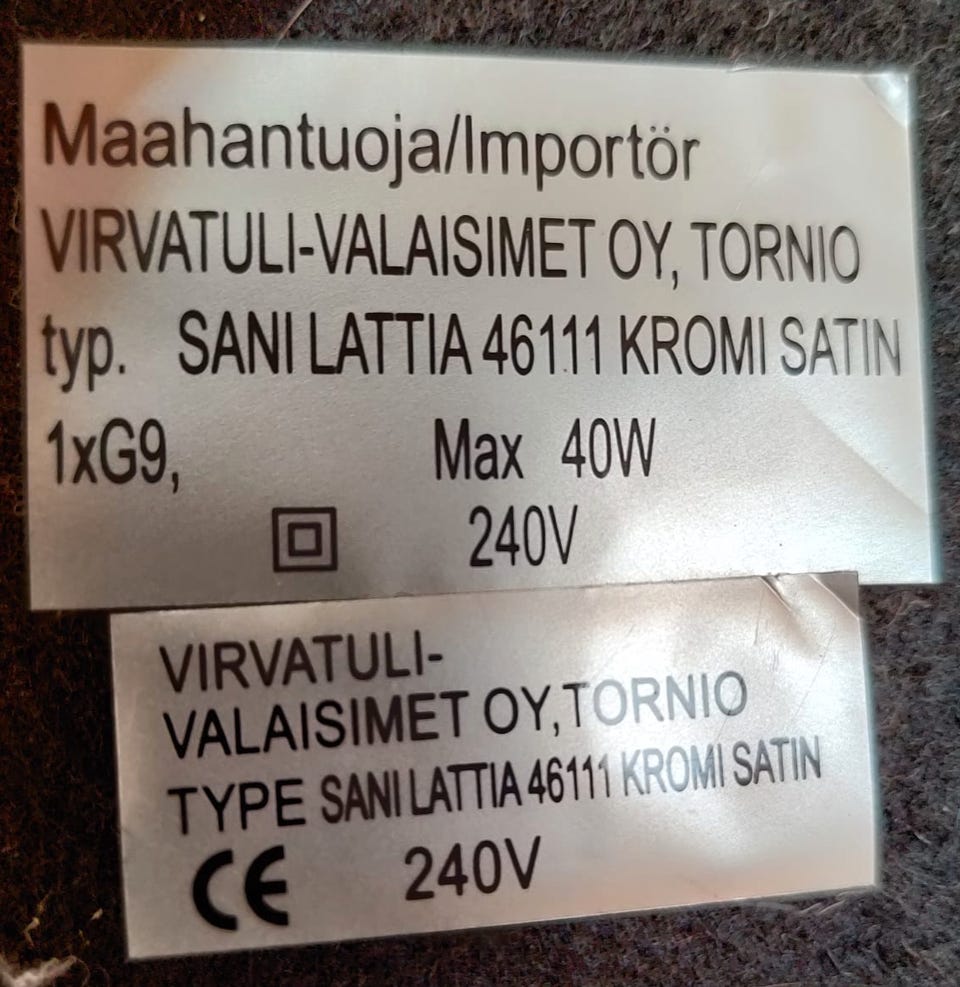 Maahantuoja/Importör
VIRVATULI-VALAISIMET OY, TORNIO
typ. SANI LATTIA 46111 KROMI SATIN
1xG9, Max 40W
240V
VIRVATULI-
VALAISIMET OY,TORNIO
TYPE SANI LATTIA 46111 KROMI SATIN
CE 240V